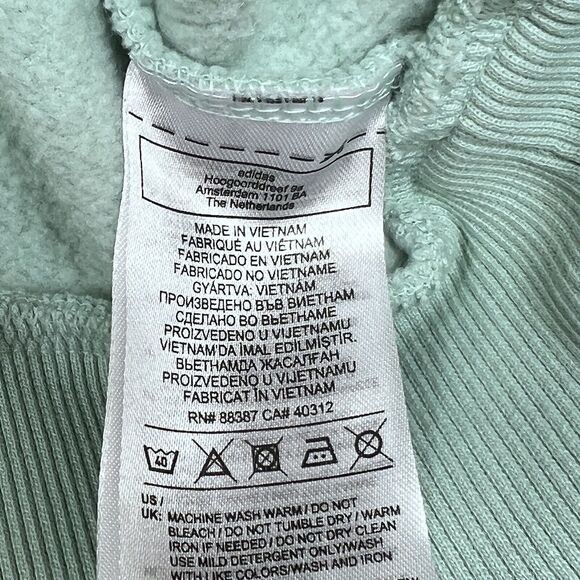 adidas
Hoogoorddreef 9a
Amsterdam 1101 BA
The Netherlands
MADE IN VIETNAM
FABRIQUÉ AU VIÊTNAM
FABRICADO EN VIETNAM
FABRICADO NO VIETNAME
GYÁRTVA: VIETNAM
ПРОИЗВЕДЕНО ВЪВ ВИЕТНАМ
СДЕЛАНО ВО ВЬЕТНАМЕ
PROIZVEDENO U VIJETNAMU
VIETNAM'DA İMAL EDİLMİŞTİR.
ВЬЕТНАМДА ЖАСАЛҒАН
PROIZVEDENO U VIJETNAMU
FABRICAT ÎN VIETNAM
RN# 88387 CA# 40312
40
US /
UK: MACHINE WASH WARM / DO NOT
BLEACH / DO NOT TUMBLE DRY / WARM
IRON IF NEEDED / DO NOT DRY CLEAN
USE MILD DETERGENT ONLY/WASH
WITH LIKE COLORS/WASH AND IRON